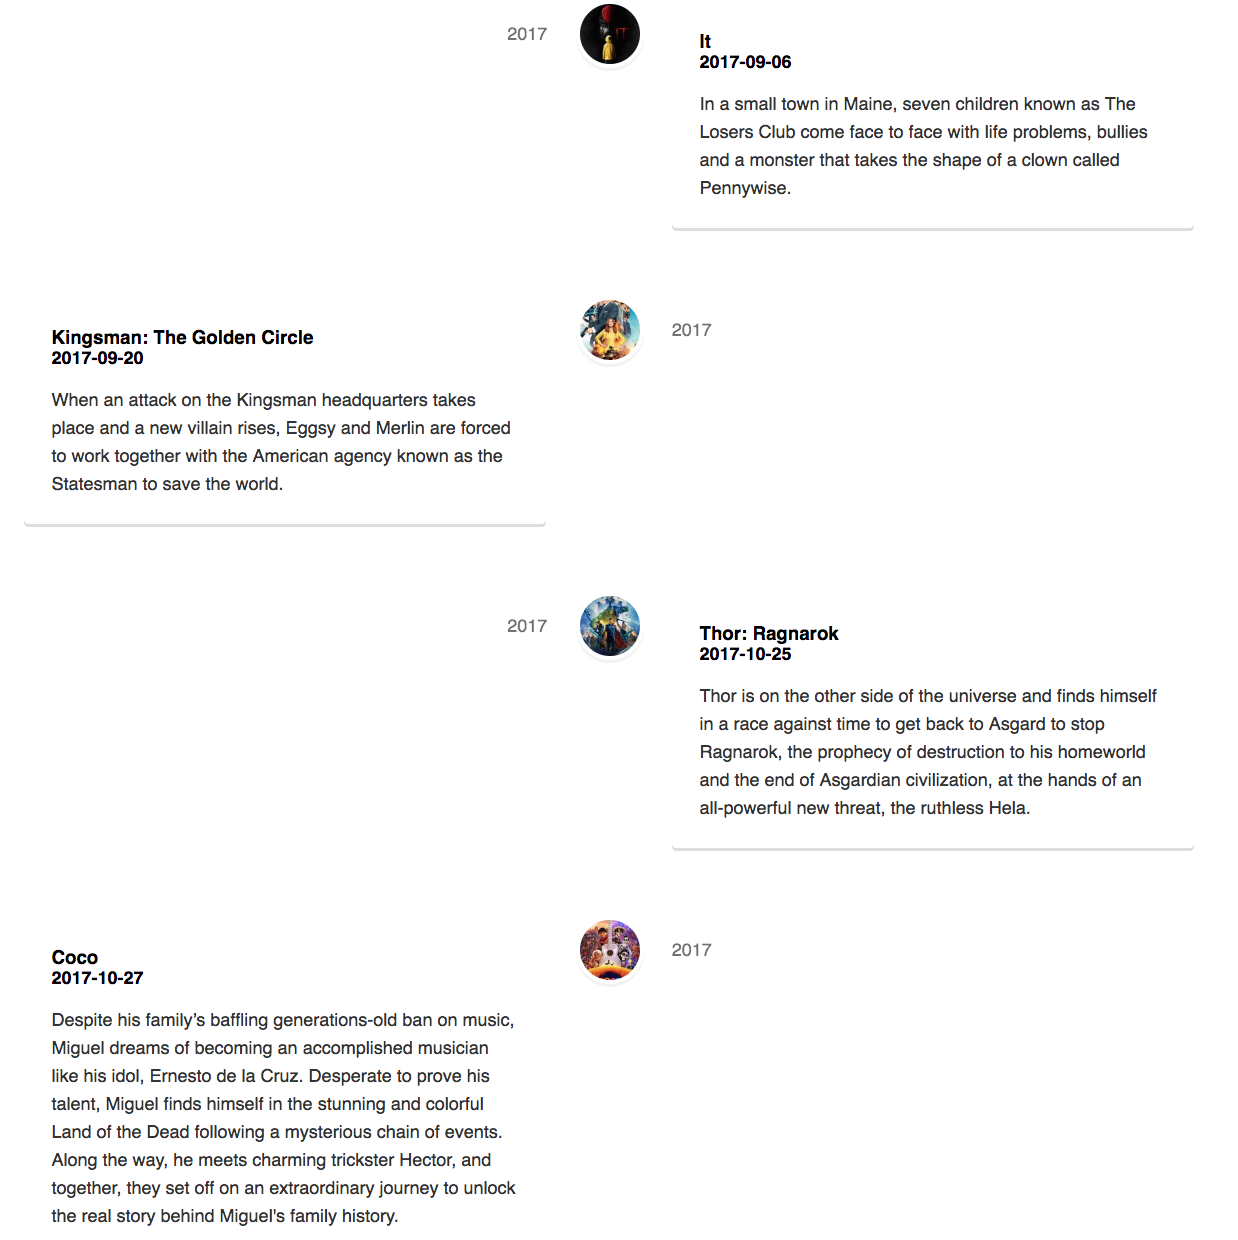 2017
It
2017-09-06
In a small town in Maine, seven children known as The
Losers Club come face to face with life problems, bullies
and a monster that takes the shape of a clown called
Pennywise.
Kingsman: The Golden Circle
2017-09-20
2017
When an attack on the Kingsman headquarters takes
place and a new villain rises, Eggsy and Merlin are forced
to work together with the American agency known as the
Statesman to save the world.
2017
Thor: Ragnarok
2017-10-25
Thor is on the other side of the universe and finds himself
in a race against time to get back to Asgard to stop
Ragnarok, the prophecy of destruction to his homeworld
and the end of Asgardian civilization, at the hands of an
all-powerful new threat, the ruthless Hela.
Coco
2017-10-27
2017
Despite his family’s baffling generations-old ban on music,
Miguel dreams of becoming an accomplished musician
like his idol, Ernesto de la Cruz. Desperate to prove his
talent, Miguel finds himself in the stunning and colorful
Land of the Dead following a mysterious chain of events.
Along the way, he meets charming trickster Hector, and
together, they set off on an extraordinary journey to unlock
the real story behind Miguel's family history.